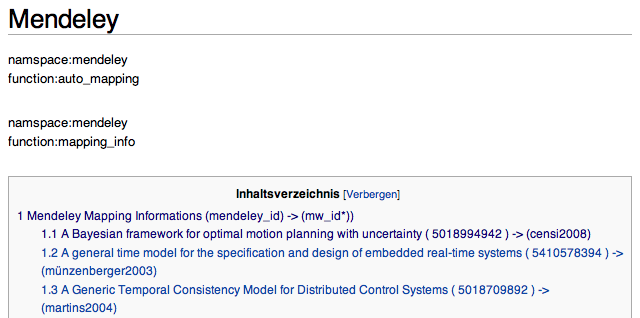 Mendeley
namspace:mendeley
function:auto_mapping
namspace:mendeley
function:mapping_info
Inhaltsverzeichnis [Verbergen]
1 Mendeley Mapping Informations (mendeley_id) -> (mw_id*))
1.1 A Bayesian framework for optimal motion planning with uncertainty ( 5018994942 ) -> (censi2008)
1.2 A general time model for the specification and design of embedded real-time systems ( 5410578394 ) ->
(münzenberger2003)
1.3 A Generic Temporal Consistency Model for Distributed Control Systems ( 5018709892 ) ->
(martins2004)